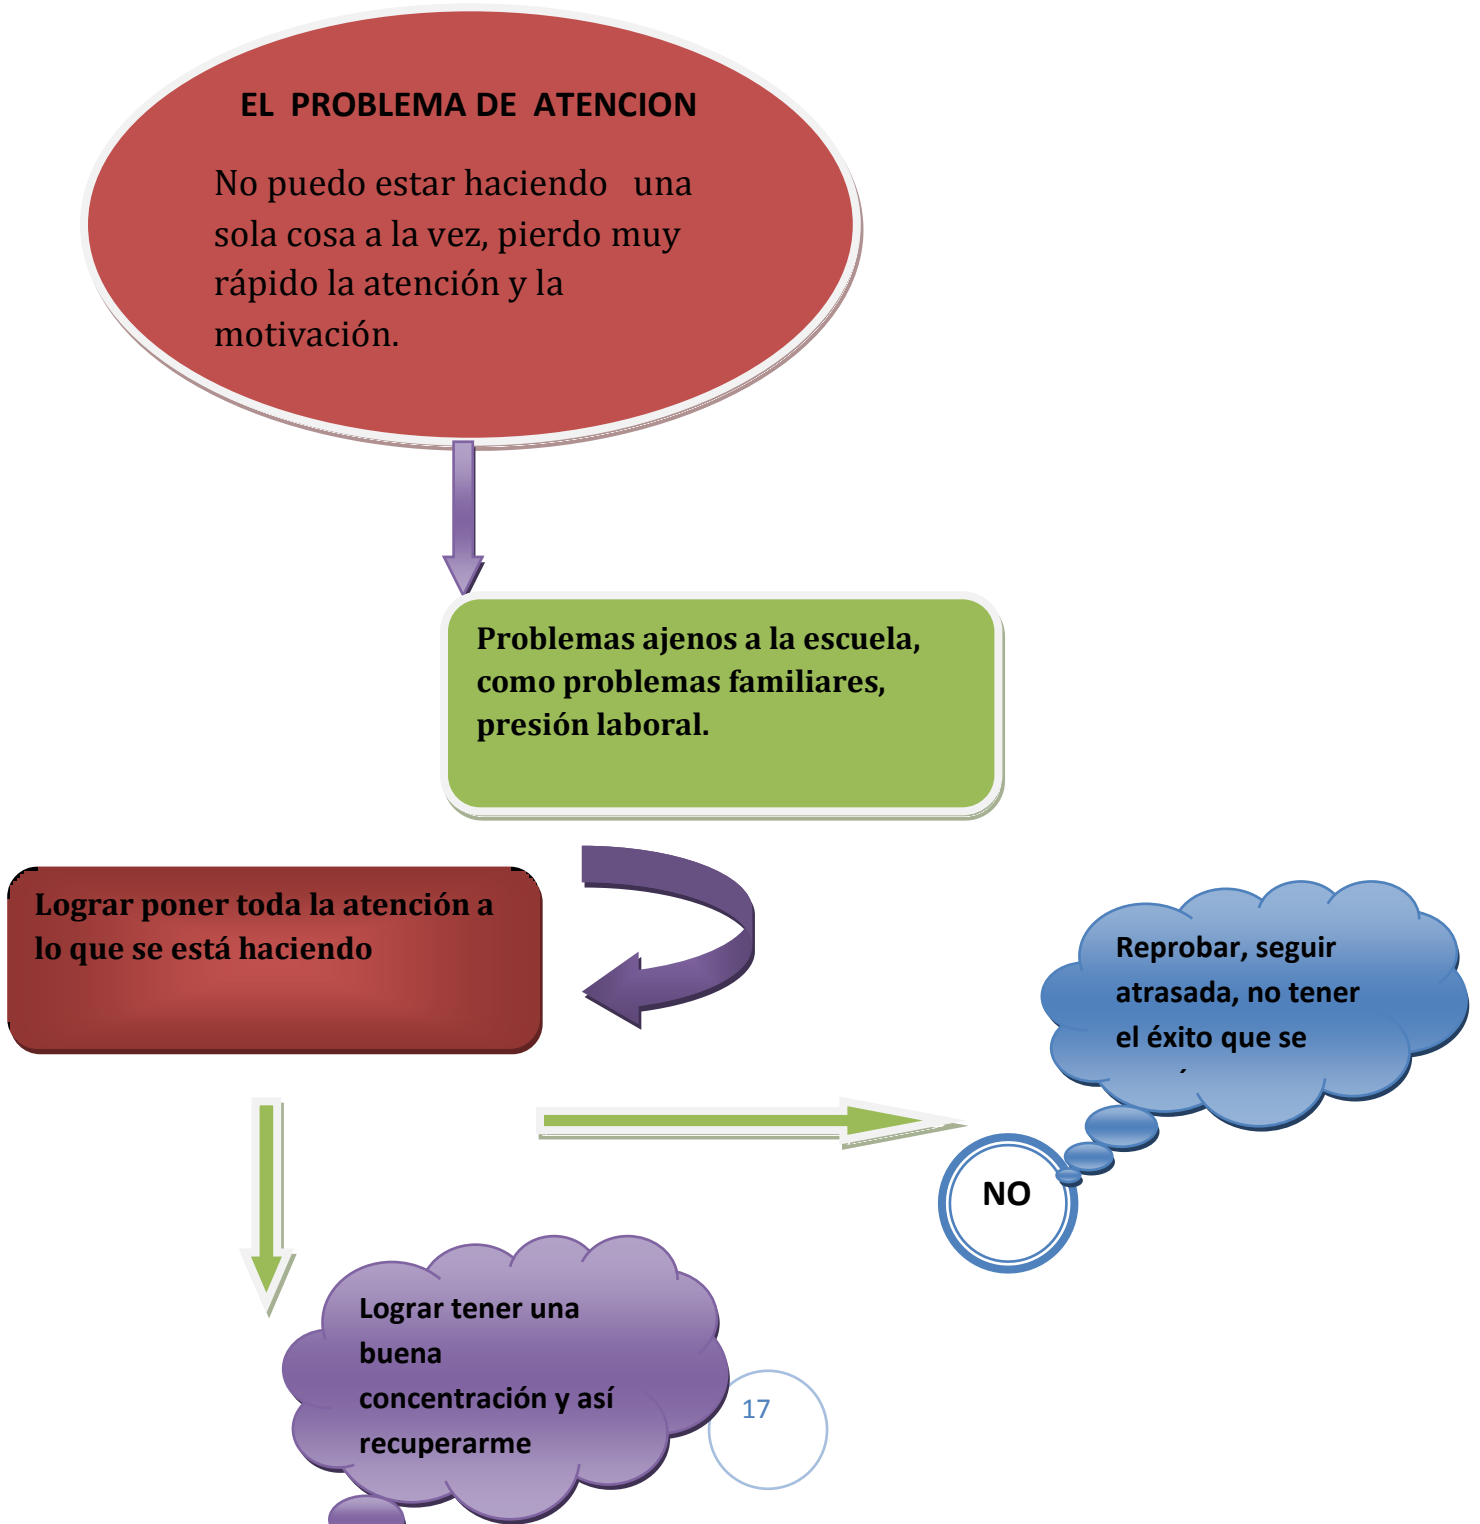 EL PROBLEMA DE ATENCION
No puedo estar haciendo una
sola cosa a la vez, pierdo muy
rápido la atención y la
motivación.
Problemas ajenos a la escuela,
como problemas familiares,
presión laboral.
Lograr poner toda la atención a
lo que se está haciendo
Reprobar, seguir
atrasada, no tener
el éxito que se
NO
Lograr tener una
buena
concentración y así
recuperarme
17